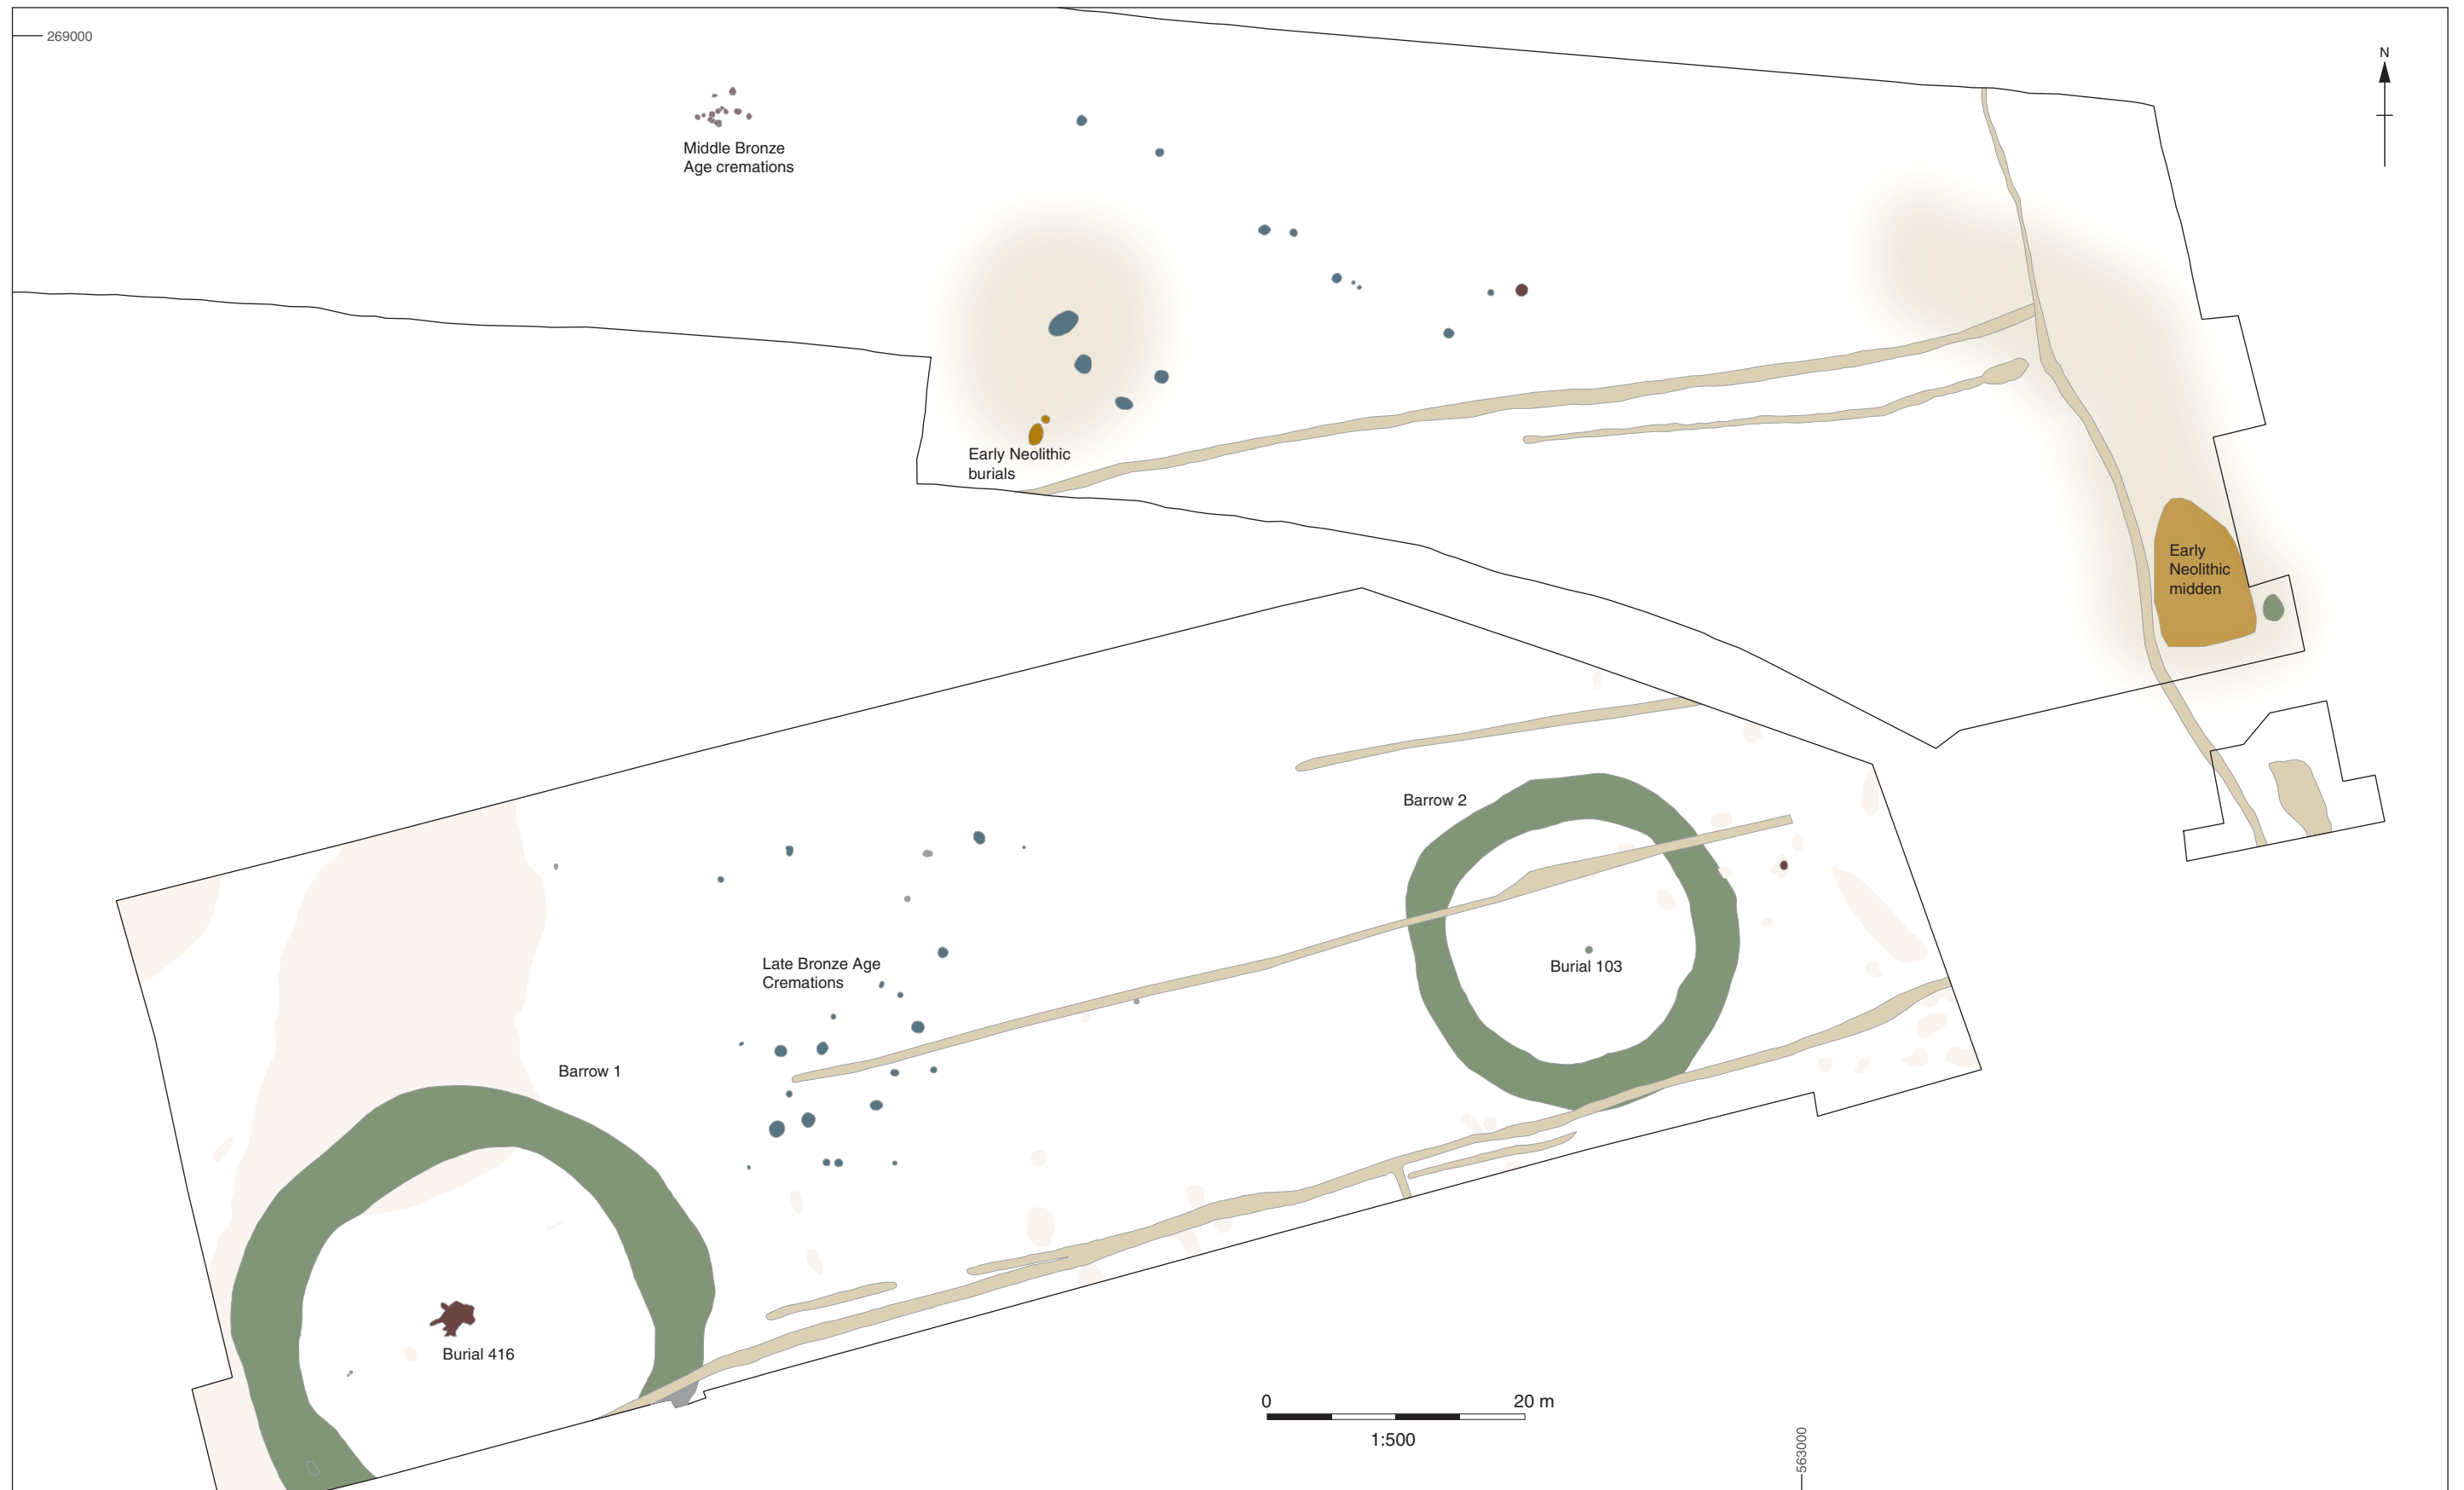 269000
N
Middle Bronze
Age cremations
Early Neolithic
burials
Early
Neolithic
midden
Barrow 2
Late Bronze Age
Cremations
Burial 103
Barrow 1
Burial 416
0 20 m
1:500
563000